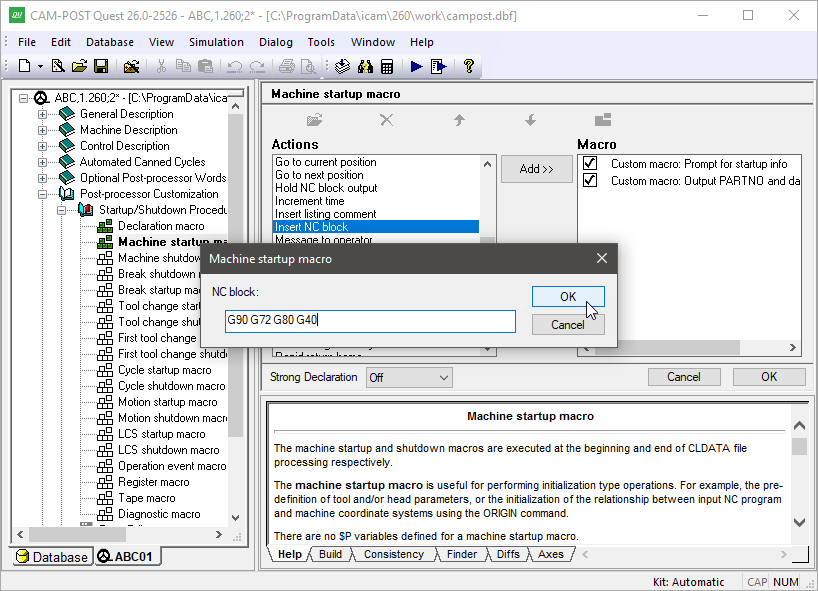 CAM-POST Quest 26.0-2526 - ABC,1.260;2* - [C:\ProgramData\icam\260\work\campost.dbf]
File Edit Database View Simulation Dialog Tools Window Help
ABC,1.260;2* - [C:\ProgramData\ica
General Description
Machine Description
Control Description
Automated Canned Cycles
Optional Post-processor Words
Post-processor Customization
Startup/Shutdown Procedu
Declaration macro
Machine startup ma
Machine shutdow
Break shutdown
Break startup ma
Tool change star
Tool change shu
First tool change
First tool change shutdo
Cycle startup macro
Cycle shutdown macro
Motion startup macro
Motion shutdown macro
LCS startup macro
LCS shutdown macro
Operation event macro
Register macro
Tape macro
Diagnostic macro
Database ABC01
Machine startup macro
Actions
Go to current position
Go to next position
Hold NC block output
Increment time
Insert listing comment
Insert NC block
Message to operator
Rapid return home
Add >>
Macro
Custom macro: Prompt for startup info
Custom macro: Output PARTNO and da
Machine startup macro
NC block:
G90 G72 G80 G40
OK
Cancel
Strong Declaration Off Cancel OK
Machine startup macro
The machine startup and shutdown macros are executed at the beginning and end of CLDATA file
processing respectively.
The machine startup macro is useful for performing initialization type operations. For example, the pre-
definition of tool and/or head parameters, or the initialization of the relationship between input NC program
and machine coordinate systems using the ORIGIN command.
There are no $P variables defined for a machine startup macro.
Help Build Consistency Finder Diffs Axes
Kit: Automatic CAP NUM